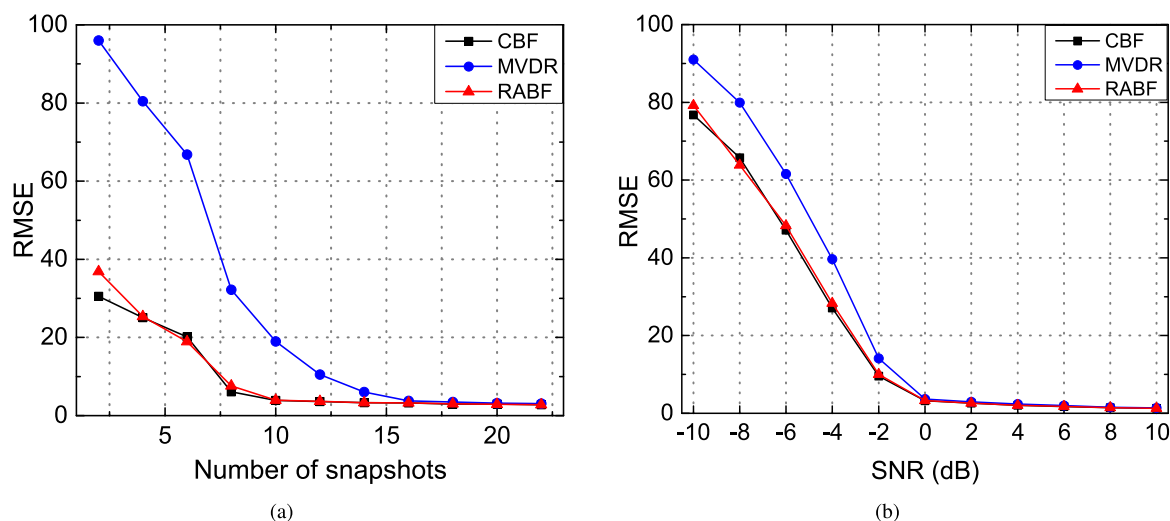 100
80
60
40
20
0
RMSE
5
10
15
20
Number of snapshots
CBF
MVDR
RABF
(a)
100
80
60
40
20
0
RMSE
-10 -8 -6 -4 -2 0 2 4 6 8 10
SNR (dB)
CBF
MVDR
RABF
(b)